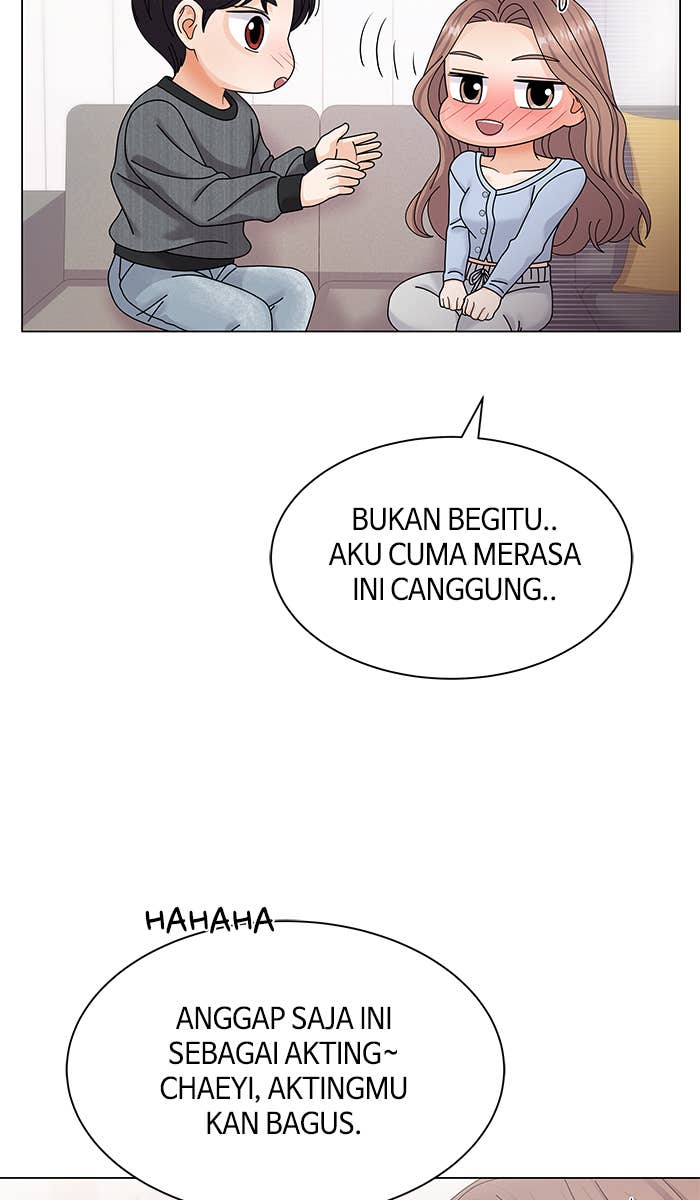 BUKAN BEGITU..
AKU CUMA MERASA
INI CANGGUNG..
HAHAHA
ANGGAP SAJA INI
SEBAGAI AKTING~
CHAEYI, AKTINGMU
KAN BAGUS.